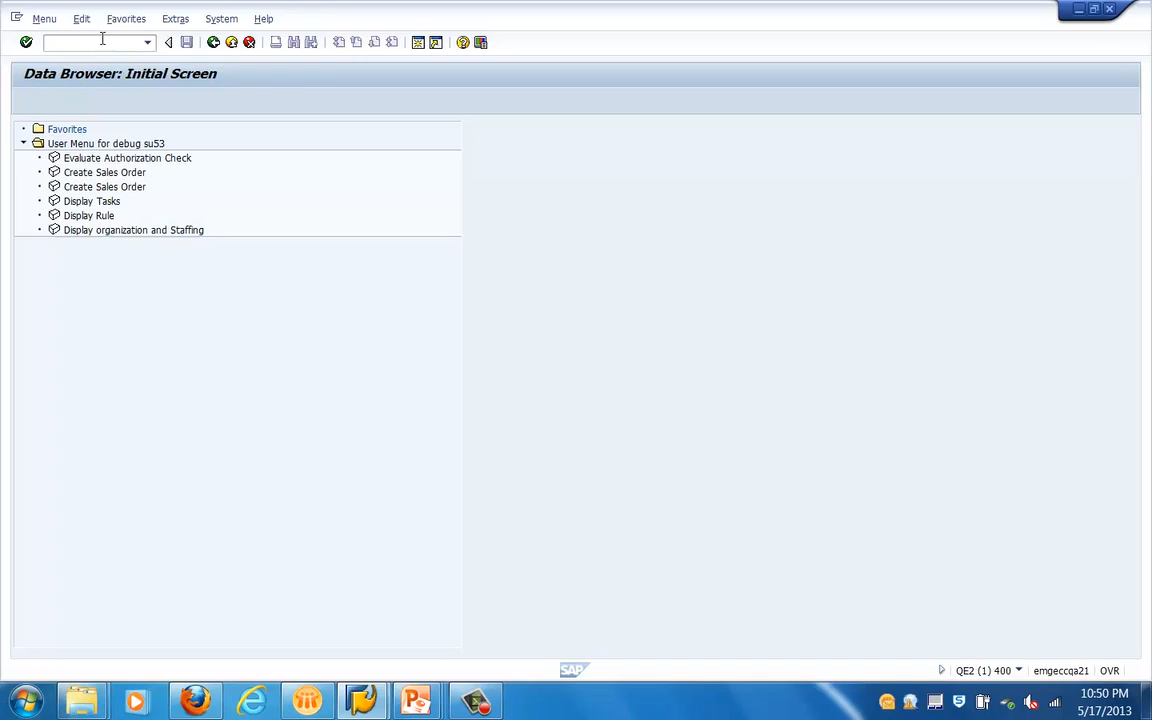 Menu Edit Favorites Extras System Help
Data Browser: Initial Screen
Favorites
User Menu for debug su53
Evaluate Authorization Check
Create Sales Order
Create Sales Order
Display Tasks
Display Rule
Display organization and Staffing
SAP
QE2 (1) 400 emgeccqa21 OVR
10:50 PM
5/17/2013